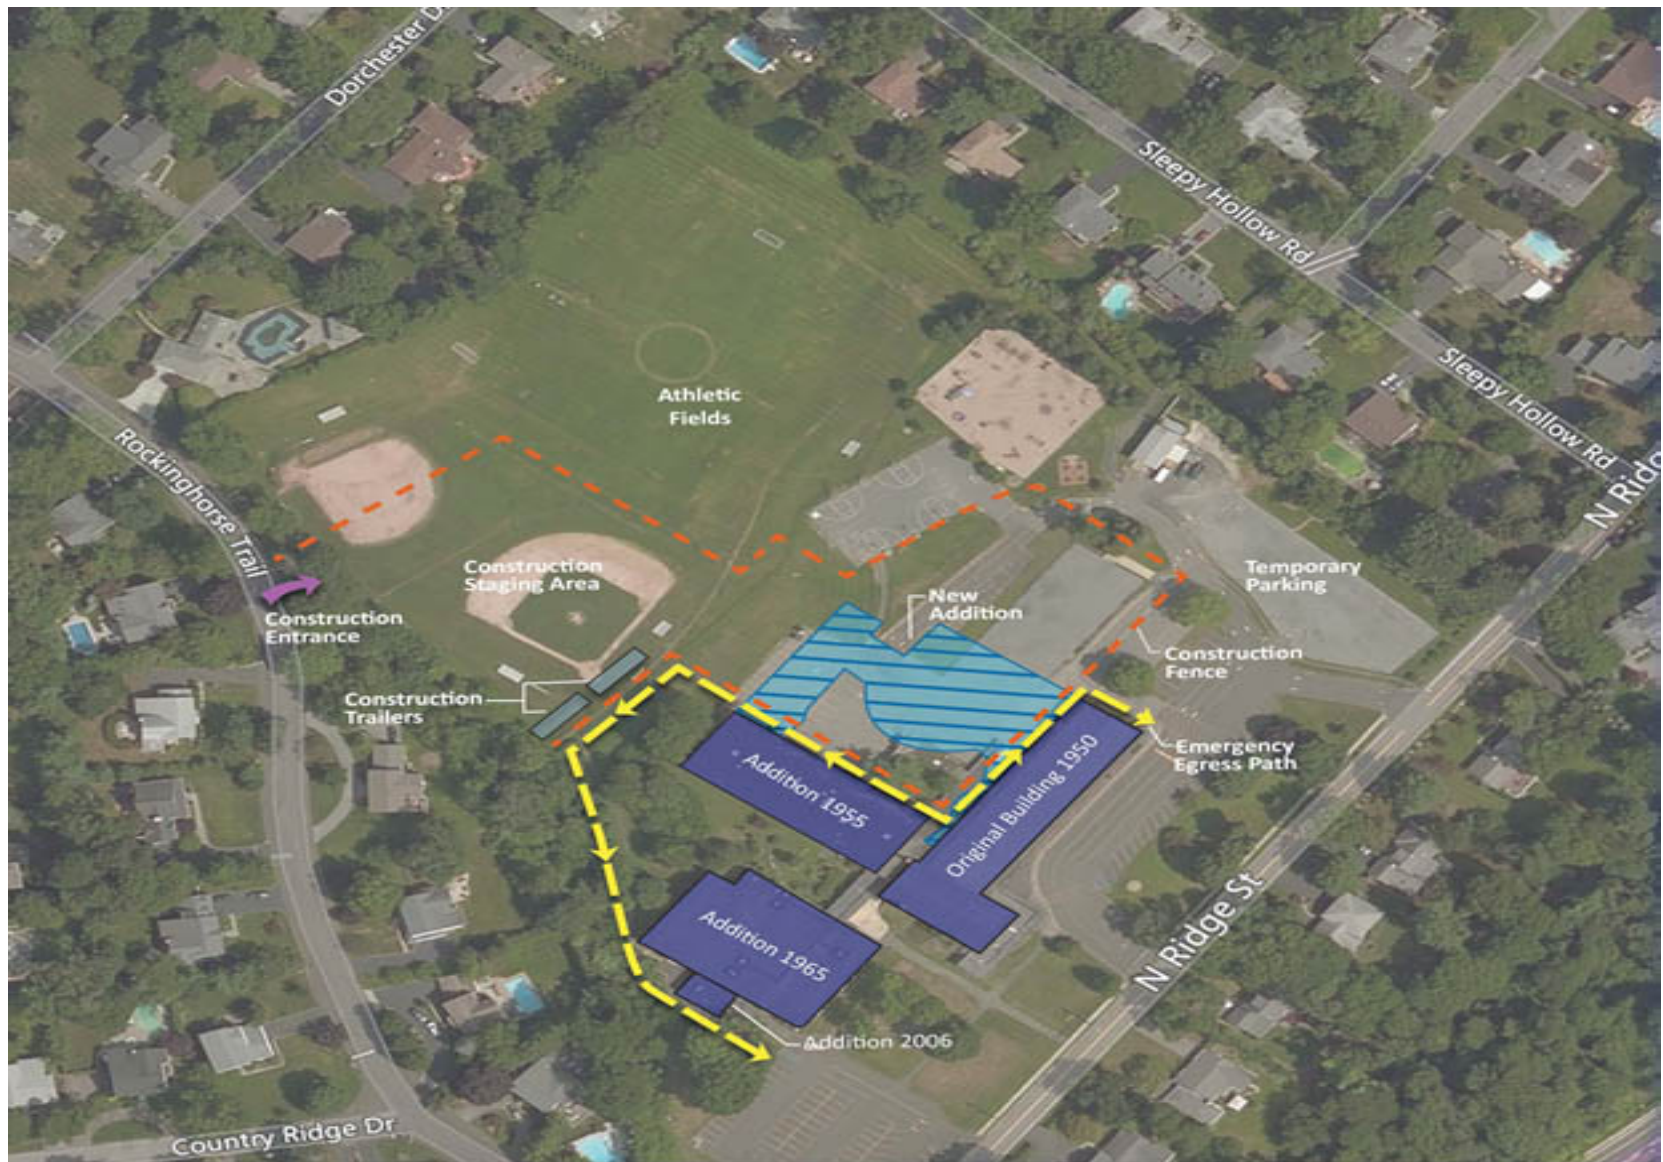 Dorchester
Sleepy Hollow Rd
Sleepy Hollow Rd
Athletic
Fields
N Ridg
Rockinghorse Trail
Construction
Staging Area
Temporary
Parking
New
Addition
Construction
Entrance
Construction
Fence
Construction
Trailers
Emergency
Egress Path
Addition 1955
Original Building 1950
N Ridge St
Addition 1965
Addition 2006
Country Ridge Dr